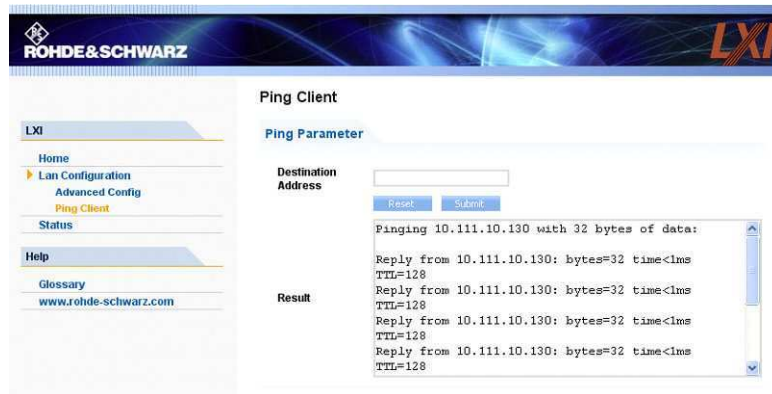 ROHDE&SCHWARZ
LXI
Ping Client
LXI
Home
Lan Configuration
Advanced Config
Ping Client
Status
Help
Glossary
www.rohde-schwarz.com
Ping Parameter
Destination
Address
Reset
Submit
Result
Pinging 10.111.10.130 with 32 bytes of data:
Reply from 10.111.10.130: bytes=32 time<1ms
TTL=128
Reply from 10.111.10.130: bytes=32 time<1ms
TTL=128
Reply from 10.111.10.130: bytes=32 time<1ms
TTL=128
Reply from 10.111.10.130: bytes=32 time<1ms
TTL=128